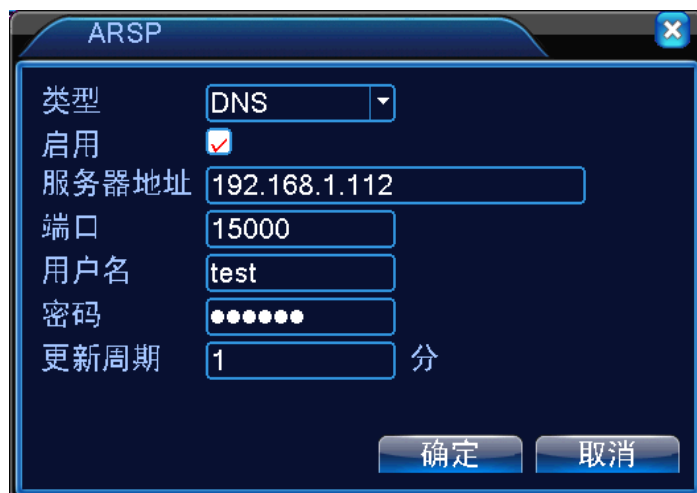 ARSP
类型 DNS
启用
服务器地址 192.168.1.112
端口 15000
用户名 test
密码 ●●●●●●
更新周期 1 分
确定 取消